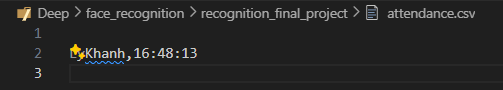 Deep > face_recognition > recognition_final_project > attendance.csv
1
2 Khanh,16:48:13
3